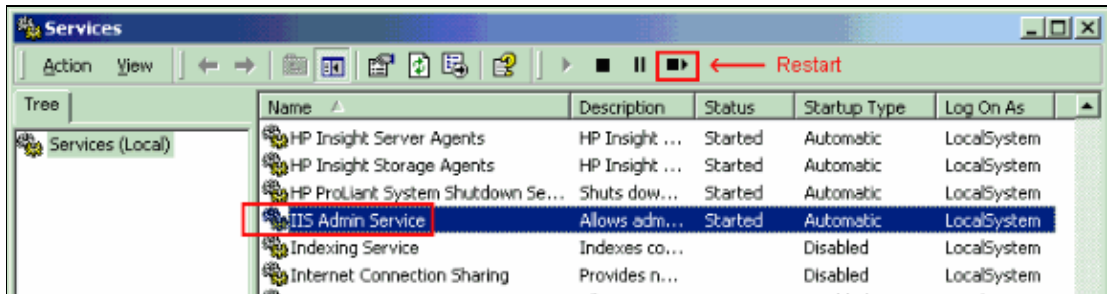 Services
Action View Restart
Tree
Services (Local)
Name Description Status Startup Type Log On As
HP Insight Server Agents HP Insight ... Started Automatic LocalSystem
HP Insight Storage Agents HP Insight ... Started Automatic LocalSystem
HP ProLiant System Shutdown Se... Shuts dow... Started Automatic LocalSystem
IIS Admin Service Allows adm... Started Automatic LocalSystem
Indexing Service Indexes co... Disabled LocalSystem
Internet Connection Sharing Provides n... Disabled LocalSystem